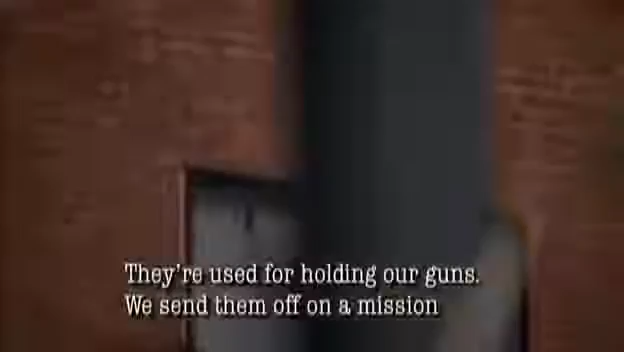 They're used for holding our guns.
We send them off on a mission